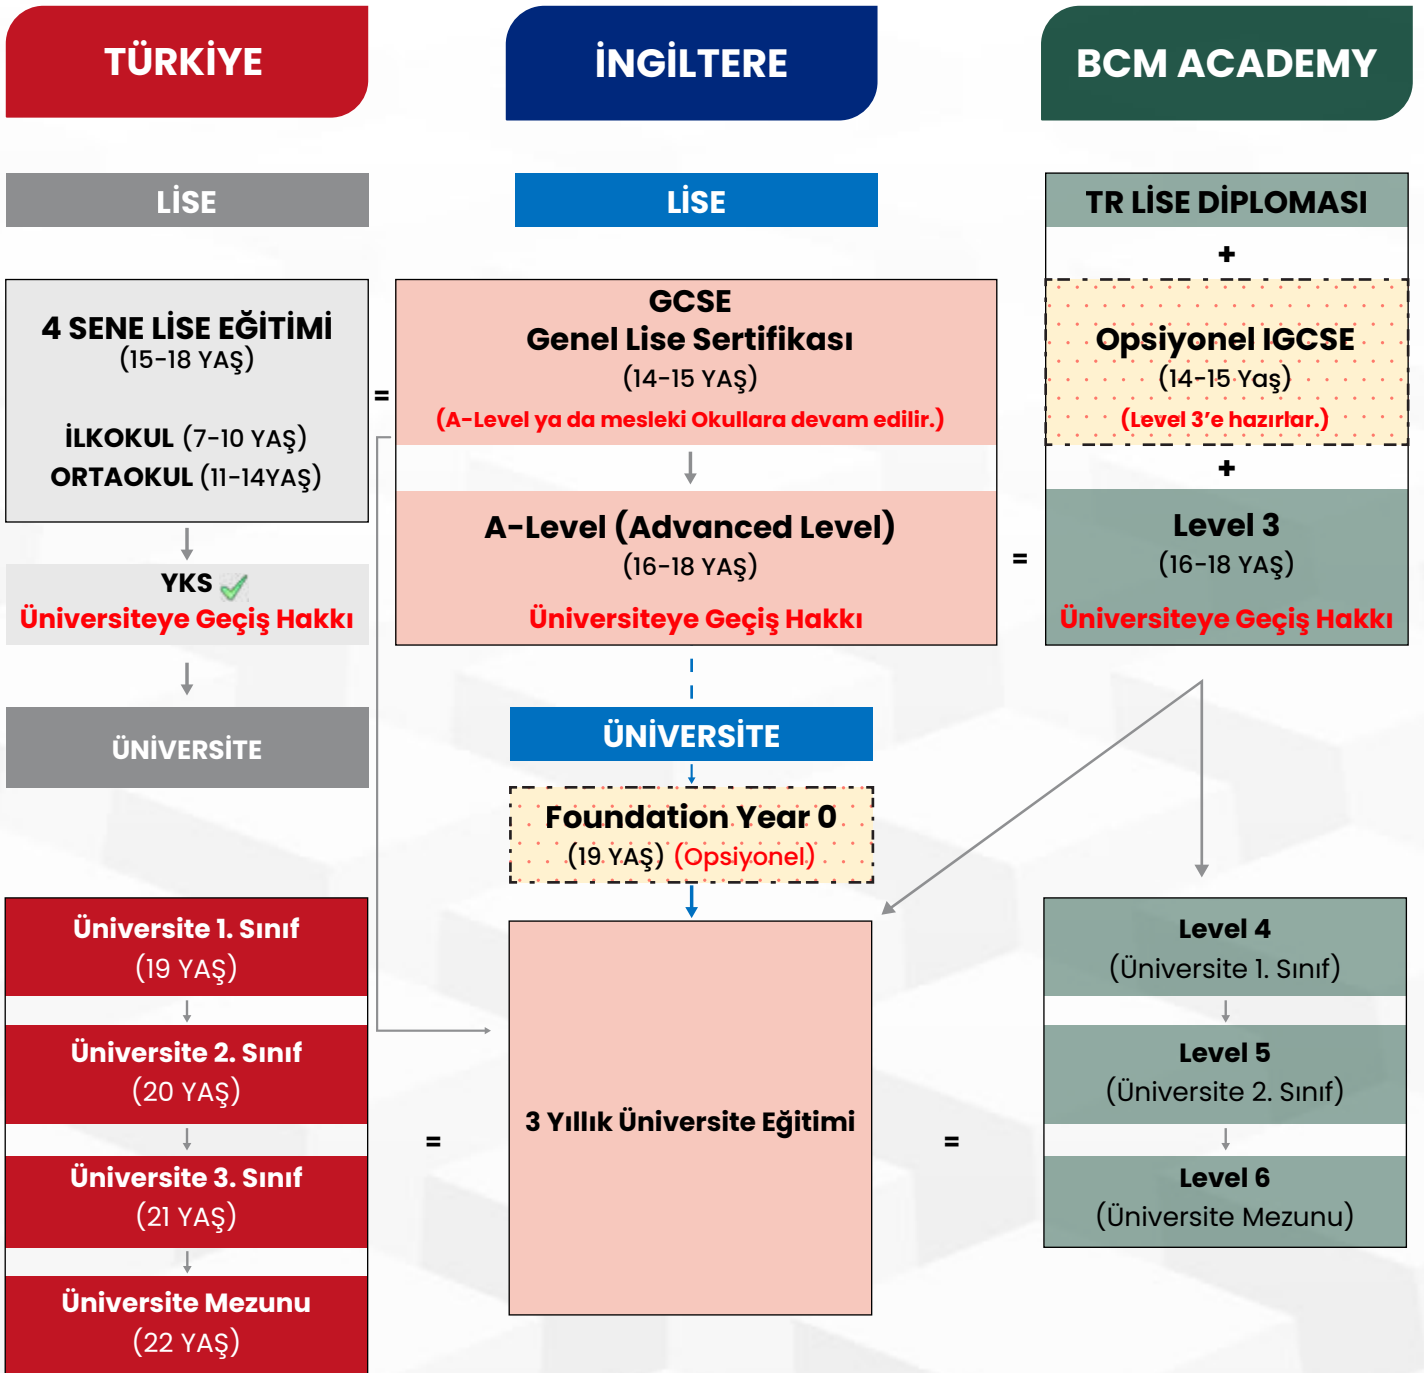 TÜRKİYE
LİSE
4 SENE LİSE EĞİTİMİ
(15-18 YAŞ)
İLKOKUL (7-10 YAŞ)
ORTAOKUL (11-14YAŞ)
YKS
Üniversiteye Geçiş Hakkı
ÜNİVERSİTE
Üniversite 1. Sınıf
(19 YAŞ)
Üniversite 2. Sınıf
(20 YAŞ)
Üniversite 3. Sınıf
(21 YAŞ)
Üniversite Mezunu
(22 YAŞ)
=
=
İNGİLTERE
LİSE
GCSE
Genel Lise Sertifikası
(14-15 YAŞ)
(A-Level ya da mesleki Okullara devam edilir.)
A-Level (Advanced Level)
(16-18 YAŞ)
Üniversiteye Geçiş Hakkı
ÜNİVERSİTE
Foundation Year 0
(19 YAŞ) (Opsiyonel)
3 Yıllık Üniversite Eğitimi
=
=
BCM ACADEMY
TR LİSE DİPLOMASI
+
Opsiyonel IGCSE
(14-15 Yaş)
(Level 3’e hazırlar.)
+
Level 3
(16-18 YAŞ)
Üniversiteye Geçiş Hakkı
Level 4
(Üniversite 1. Sınıf)
Level 5
(Üniversite 2. Sınıf)
Level 6
(Üniversite Mezunu)